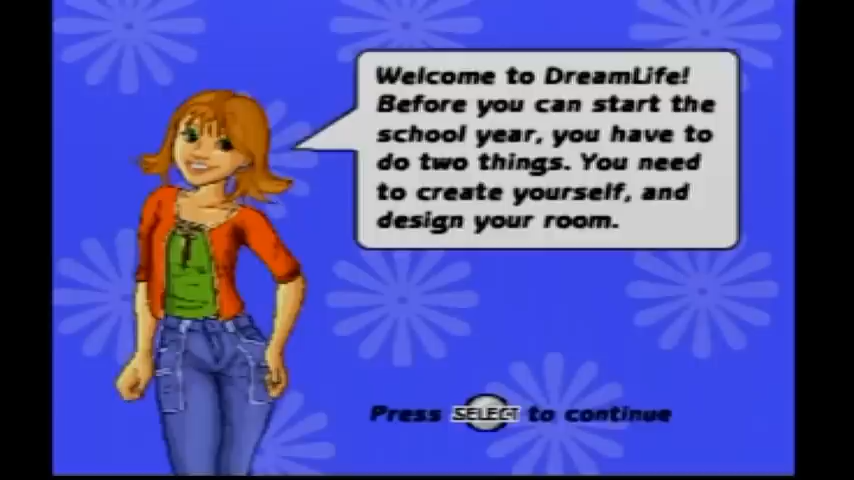 Welcome to DreamLife!
Before you can start the
school year, you have to
do two things. You need
to create yourself, and
design your room.
Press SELECT to continue